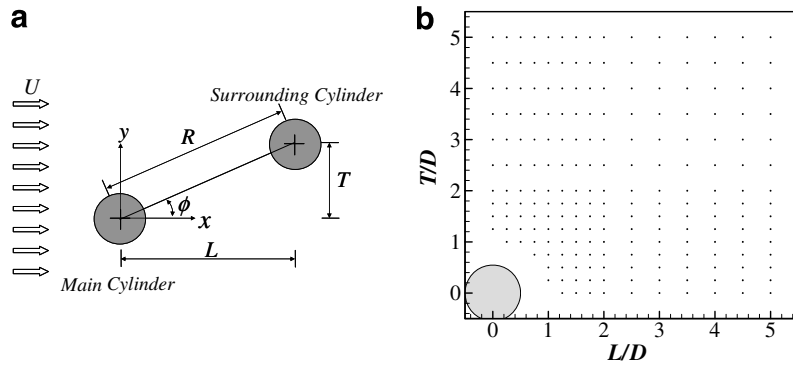 a
U
Surrounding Cylinder
y
R
T
ϕ
x
L
Main Cylinder
b
T/D
5
4
3
2
1
0
0 1 2 3 4 5
L/D